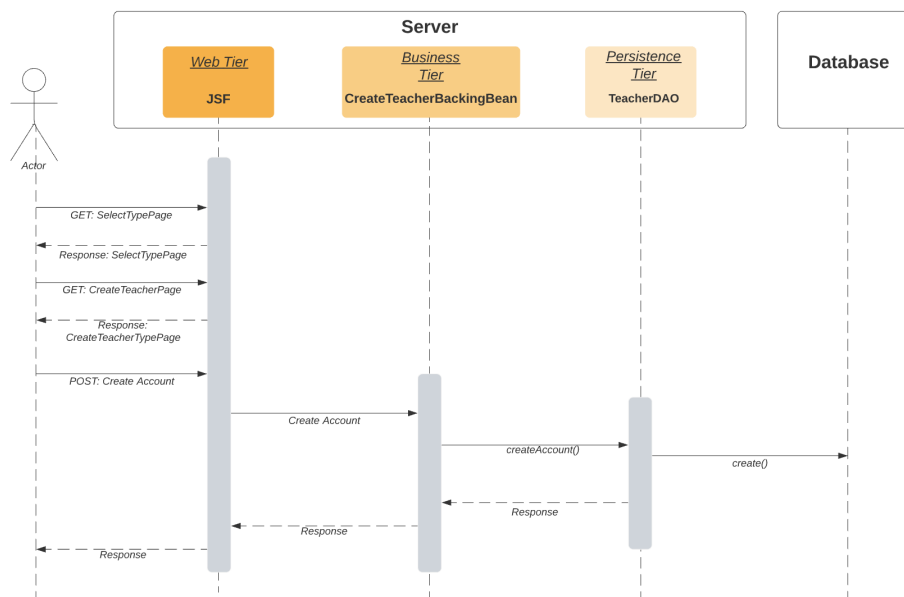 Server
Web Tier
JSF
Business
Tier
CreateTeacherBackingBean
Persistence
Tier
TeacherDAO
Database
Actor
GET: SelectTypePage
Response: SelectTypePage
GET: CreateTeacherPage
Response:
CreateTeacherTypePage
POST: Create Account
Create Account
createAccount()
create()
Response
Response
Response